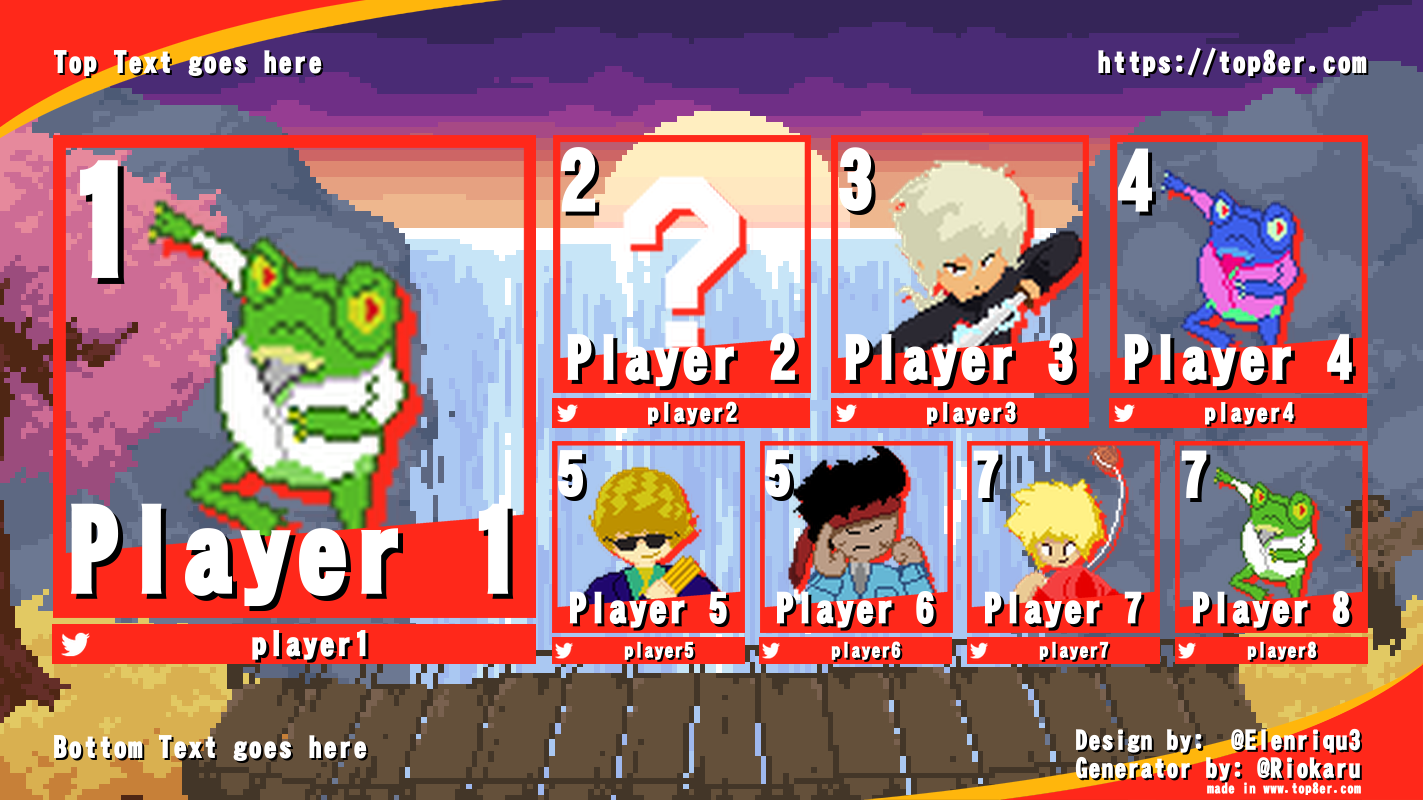 Top Text goes here
https://top8er.com
1
Player 1
player1
2
?
Player 2
player2
3
Player 3
player3
4
Player 4
player4
5
Player 5
player5
5
Player 6
player6
7
Player 7
player7
7
Player 8
player8
Bottom Text goes here
Design by: @Elenriqu3
Generator by: @Riokaru
made in www.top8er.com